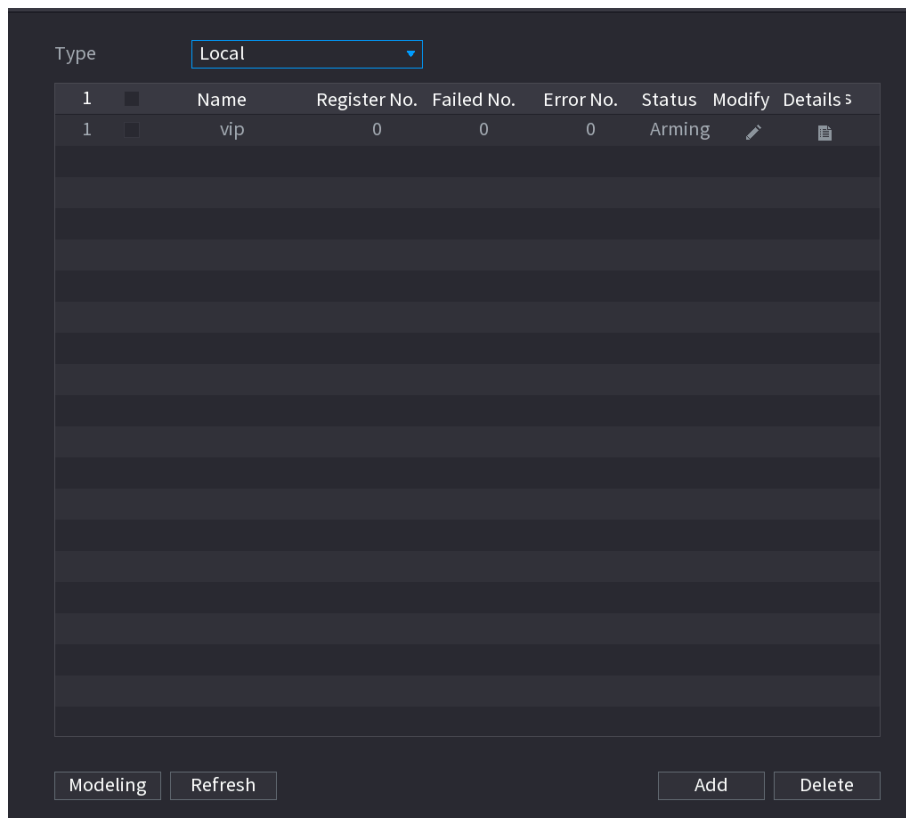 Type Local
1 Name Register No. Failed No. Error No. Status Modify Details s
1 vip 0 0 0 Arming
Modeling Refresh Add Delete